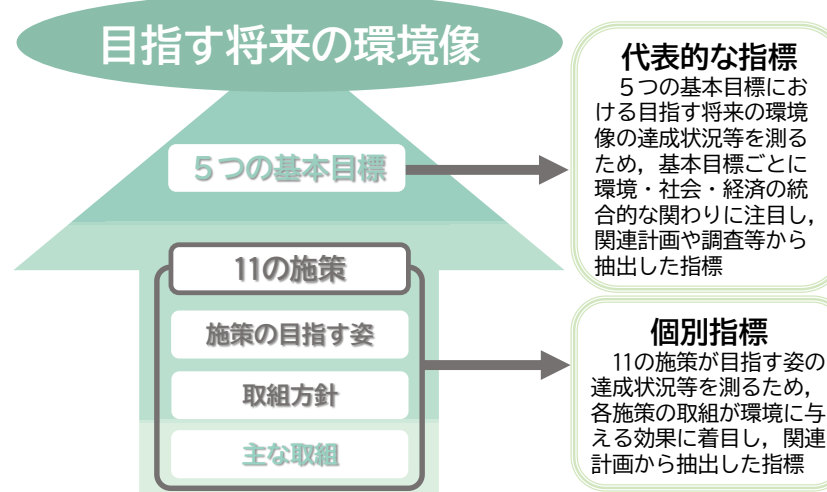 目指す将来の環境像
5つの基本目標
11の施策
施策の目指す姿
取組方針
主な取組
代表的な指標
５つの基本目標にお
ける目指す将来の環境
像の達成状況等を測る
ため，基本目標ごとに
環境・社会・経済の統
合的な関わりに注目し，
関連計画や調査等から
抽出した指標
個別指標
11の施策が目指す姿の
達成状況等を測るため，
各施策の取組が環境に与
える効果に着目し，関連
計画から抽出した指標